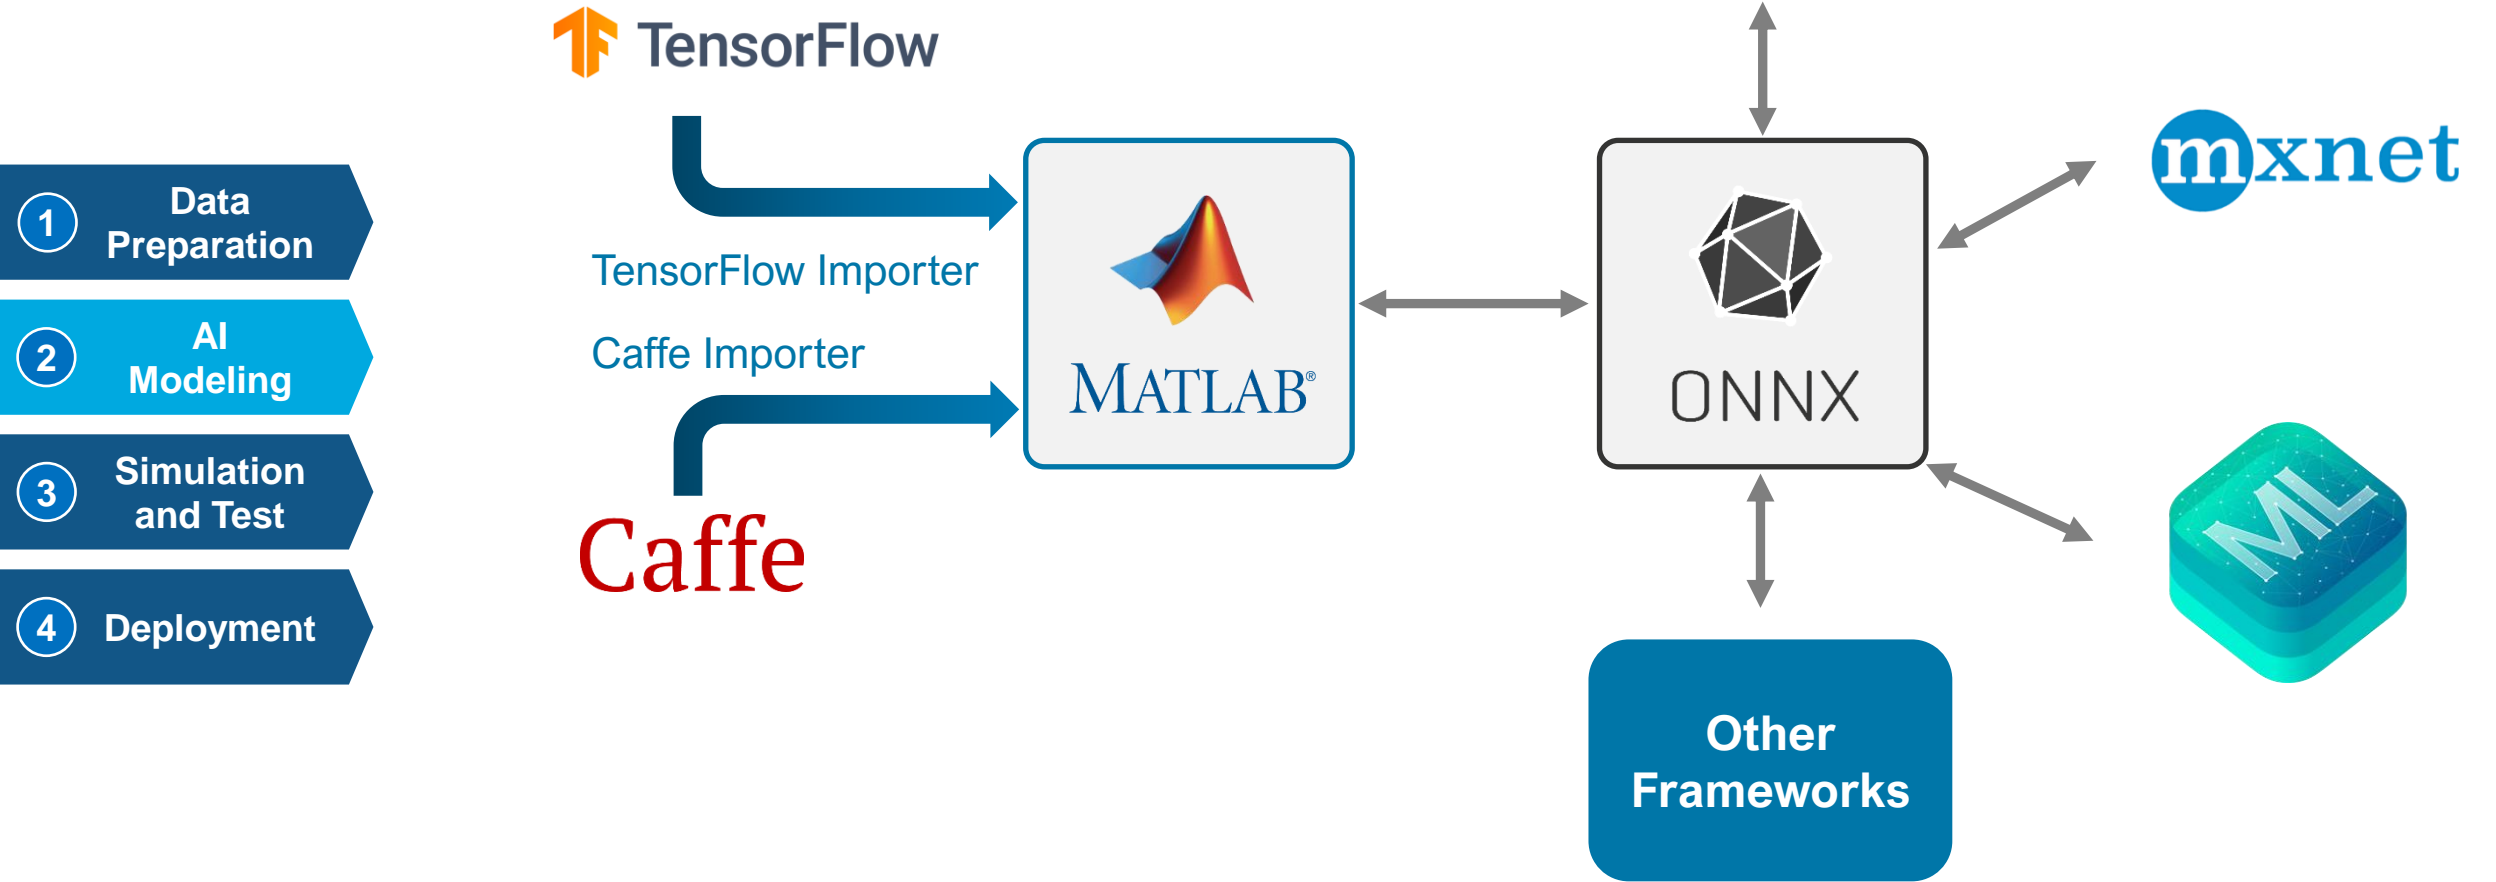 TensorFlow
1
Data
Preparation
2
AI
Modeling
3
Simulation
and Test
4
Deployment
TensorFlow Importer
Caffe Importer
Caffe
MATLAB®
ONNX
mxnet
ML
Other
Frameworks